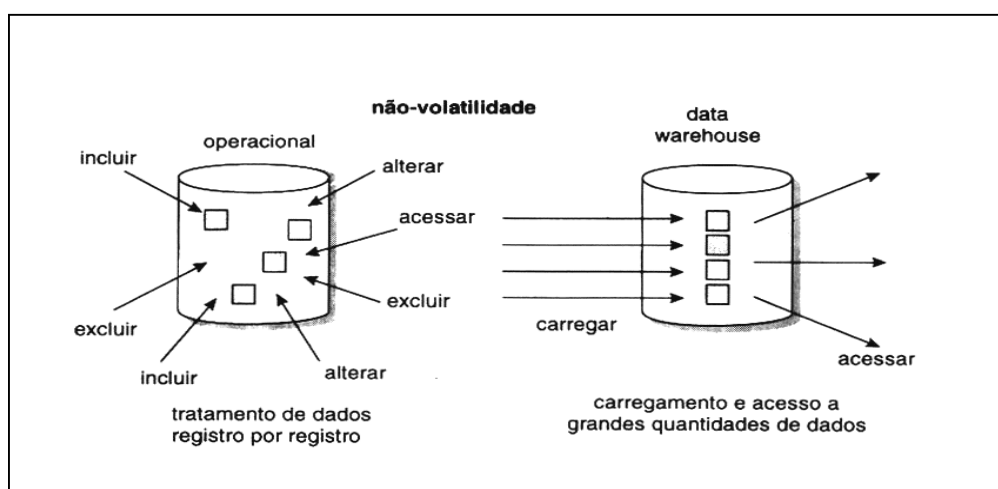 não-volatilidade
operacional
incluir
alterar
acessar
excluir
excluir
incluir
alterar
tratamento de dados
registro por registro
data
warehouse
carregar
acessar
carregamento e acesso a
grandes quantidades de dados